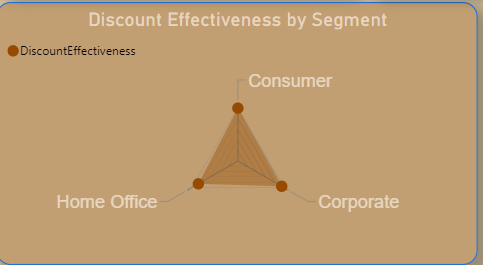 Discount Effectiveness by Segment
DiscountEffectiveness
Consumer
Home Office
Corporate